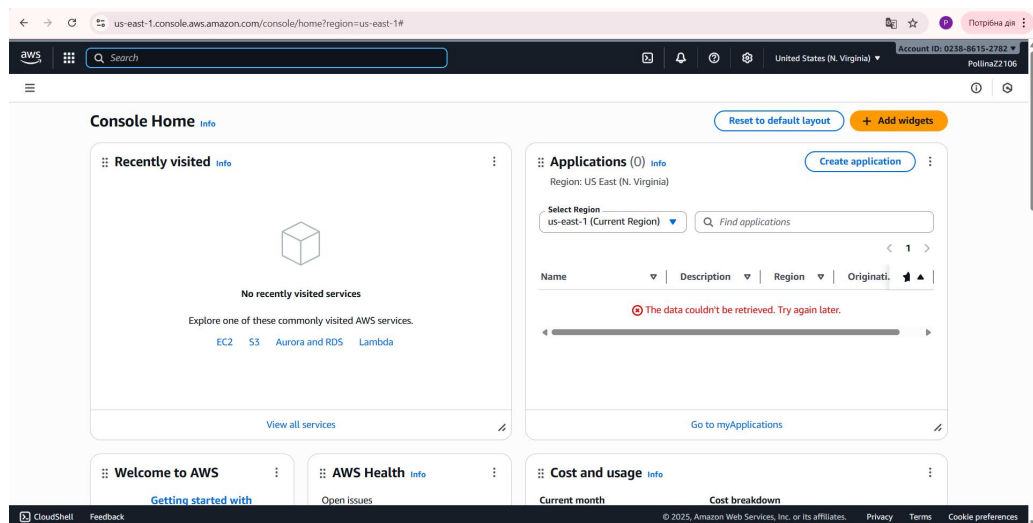 us-east-1.console.aws.amazon.com/console/home?region=us-east-1#
P
Потрібна дія
aws
Search
United States (N. Virginia)
Account ID: 0238-8615-2782
PollinaZ2106
Console Home Info
Reset to default layout
+ Add widgets
Recently visited Info
No recently visited services
Explore one of these commonly visited AWS services.
EC2 S3 Aurora and RDS Lambda
View all services
Applications (0) Info
Create application
Region: US East (N. Virginia)
Select Region
us-east-1 (Current Region)
Find applications
1
Name Description Region Originati.
The data couldn't be retrieved. Try again later.
Go to myApplications
Welcome to AWS
Getting started with
AWS Health Info
Open issues
Cost and usage Info
Current month Cost breakdown
CloudShell Feedback © 2025, Amazon Web Services, Inc. or its affiliates. Privacy Terms Cookie preferences